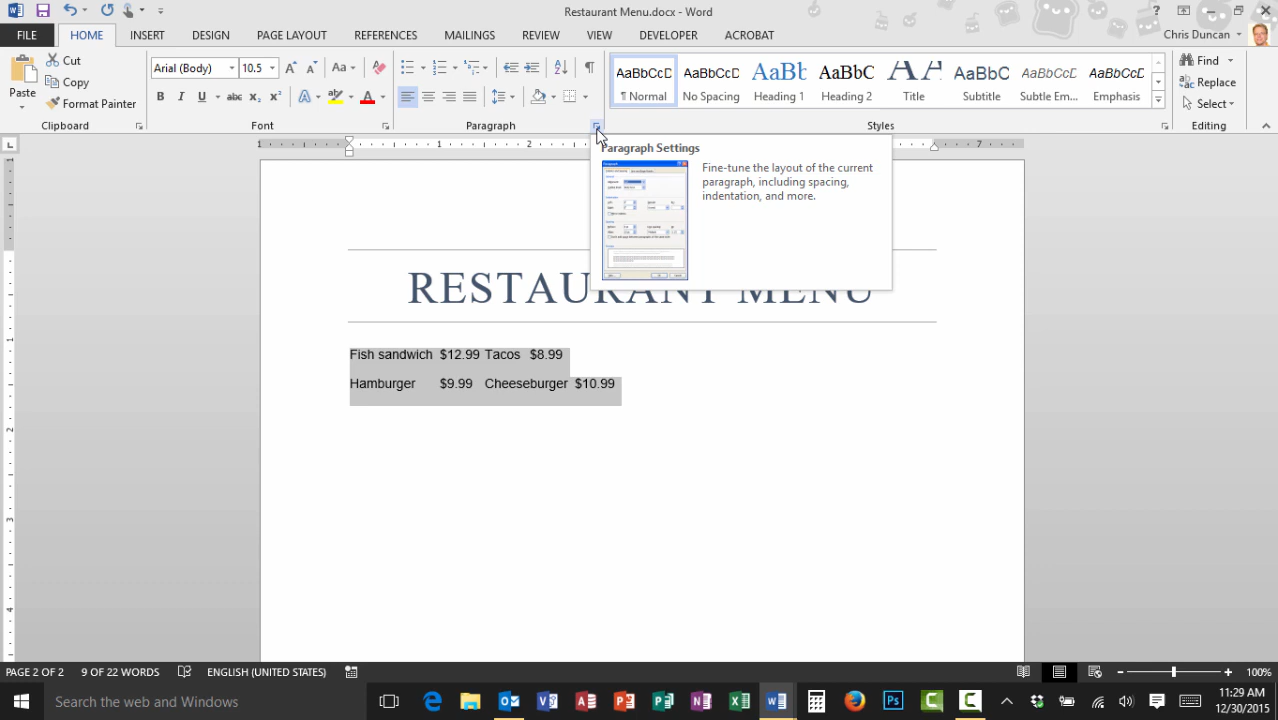 Restaurant Menu.docx - Word
FILE HOME INSERT DESIGN PAGE LAYOUT REFERENCES MAILINGS REVIEW VIEW DEVELOPER ACROBAT Chris Duncan
Paste
Cut
Copy
Format Painter
Clipboard
Arial (Body) 10.5
Font
Paragraph
AaBbCcD ¶ Normal
AaBbCcD No Spacing
AaBb Heading 1
AaBbC Heading 2
AA Title
AaBbC Subtitle
AaBbCcD Subtle Em...
AaBbCcD Emphasis
Styles
Find
Replace
Select
Editing
Paragraph Settings
Fine-tune the layout of the current
paragraph, including spacing,
indentation, and more.
RESTAURANT MENU
Fish sandwich $12.99 Tacos $8.99
Hamburger $9.99 Cheeseburger $10.99
PAGE 2 OF 2 9 OF 22 WORDS ENGLISH (UNITED STATES) 100%
Search the web and Windows
11:29 AM
12/30/2015